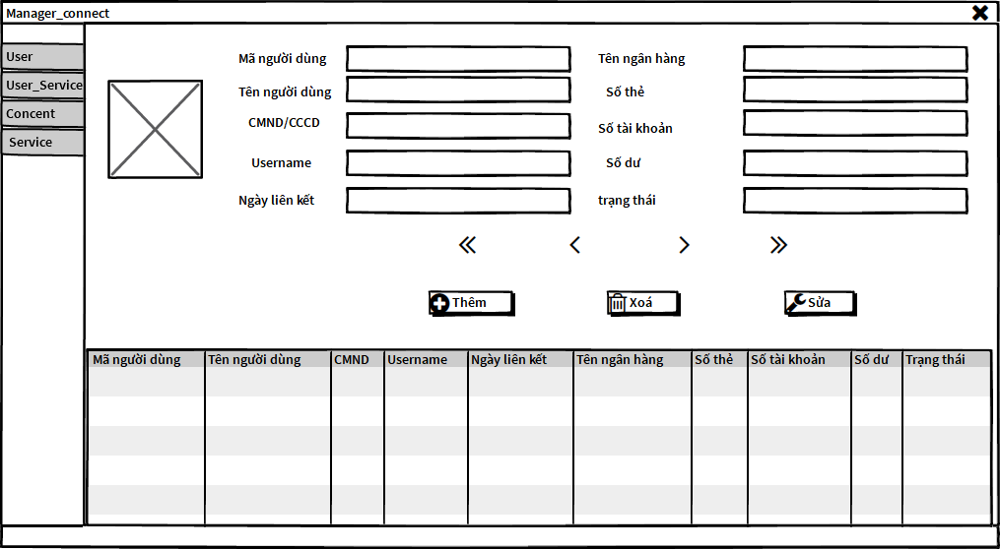 Manager_connect
User
User_Service
Concent
Service
Mã người dùng
Tên ngân hàng
Tên người dùng
Số thẻ
CMND/CCCD
Số tài khoản
Username
Số dư
Ngày liên kết
trạng thái
Thêm
Xoá
Sửa
Mã người dùng Tên người dùng CMND Username Ngày liên kết Tên ngân hàng Số thẻ Số tài khoản Số dư Trạng thái